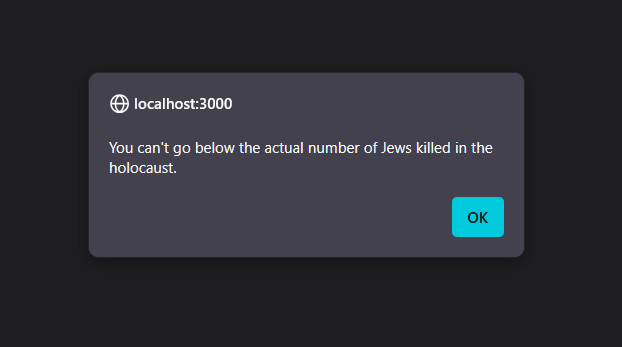 localhost:3000
You can't go below the actual number of Jews killed in the
holocaust.
OK